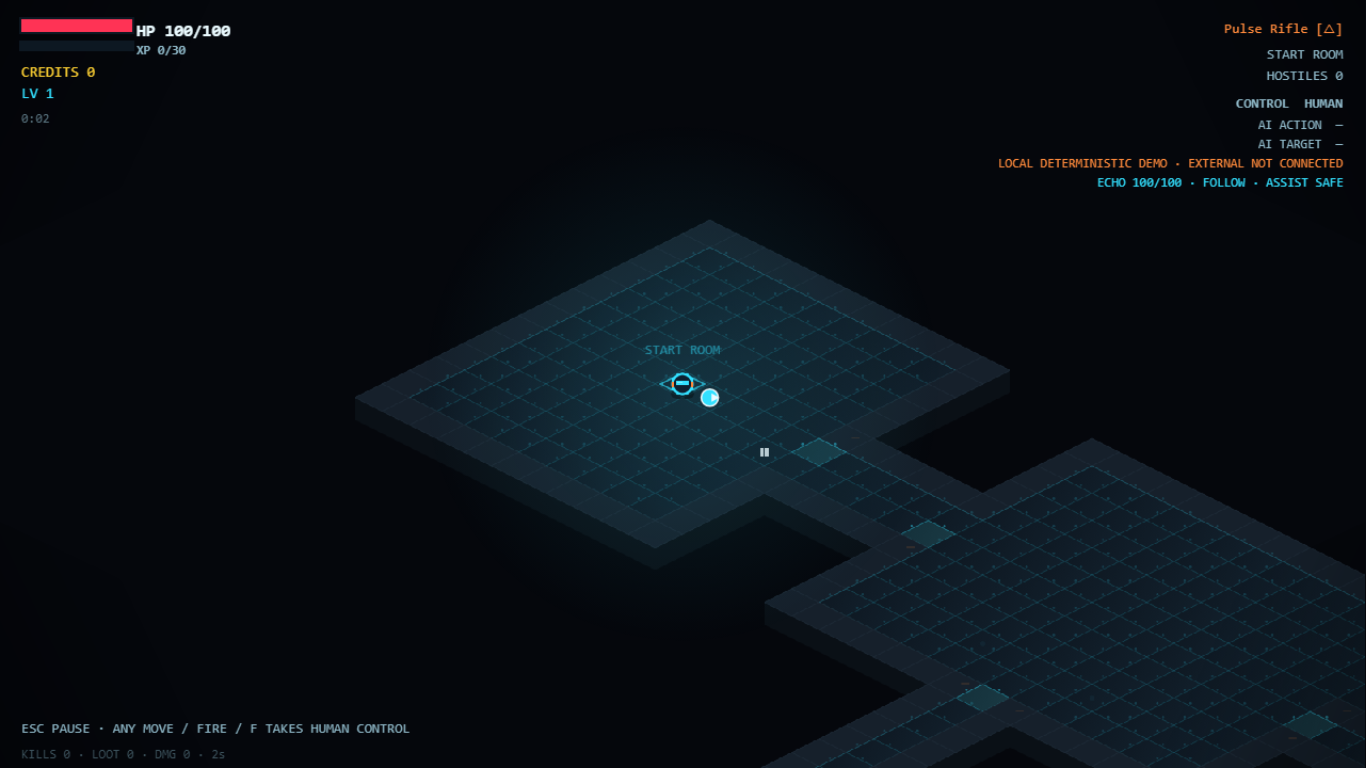 HP 100/100
XP 0/30
CREDITS 0
LV 1
0:02
Pulse Rifle [△]
START ROOM
HOSTILES 0
CONTROL HUMAN
AI ACTION —
AI TARGET —
LOCAL DETERMINISTIC DEMO · EXTERNAL NOT CONNECTED
ECHO 100/100 · FOLLOW · ASSIST SAFE
START ROOM
ESC PAUSE · ANY MOVE / FIRE / F TAKES HUMAN CONTROL
KILLS 0 · LOOT 0 · DMG 0 · 2s